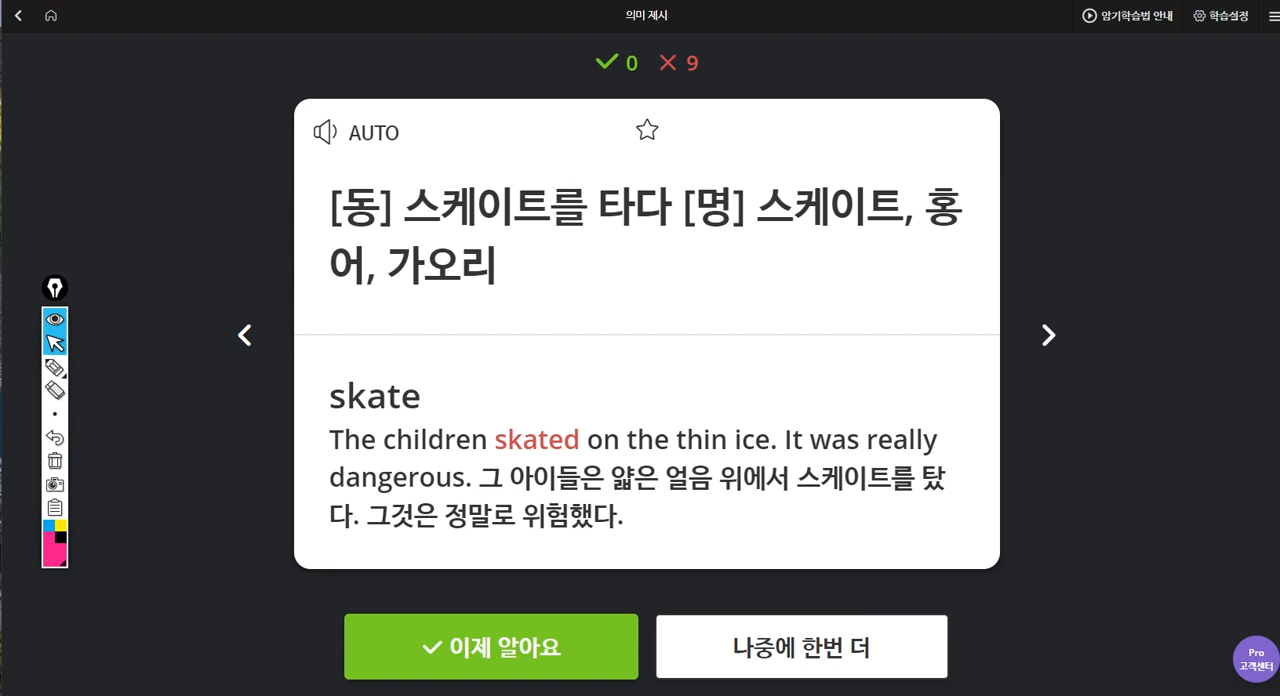 의미 제시
암기학습법 안내
학습설정
0
9
AUTO
[동] 스케이트를 타다 [명] 스케이트, 홍
어, 가오리
skate
The children skated on the thin ice. It was really
dangerous. 그 아이들은 얇은 얼음 위에서 스케이트를 탔
다. 그것은 정말로 위험했다.
이제 알아요
나중에 한번 더
Pro
고객센터